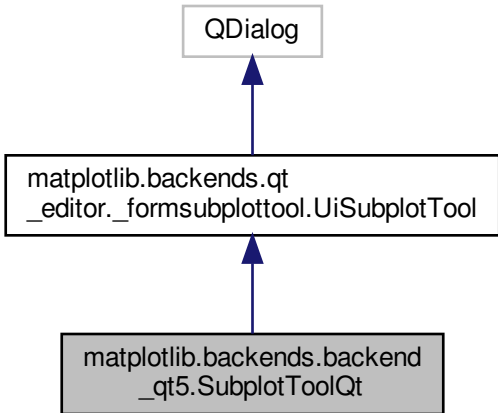 QDialog
matplotlib.backends.qt
_editor._formsubplottool.UiSubplotTool
matplotlib.backends.backend
_qt5.SubplotToolQt